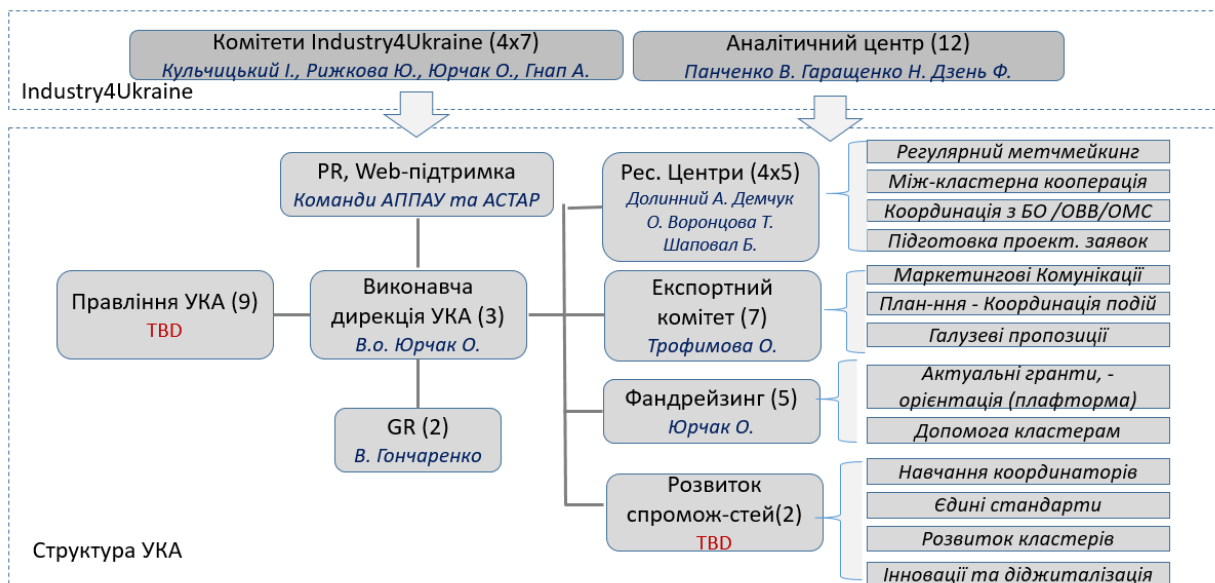 Комітети Industry4Ukraine (4х7)
Кульчицький І., Рижкова Ю., Юрчак О., Гнап А.
Аналітичний центр (12)
Панченко В. Гаращенко Н. Дзень Ф.
Industry4Ukraine
PR, Web-підтримка
Команди АППАУ та АСТАР
Правління УКА (9)
TBD
Виконавча
дирекція УКА (3)
В.о. Юрчак О.
GR (2)
В. Гончаренко
Рес. Центри (4х5)
Долинний А. Демчук
О. Воронцова Т.
Шаповал Б.
Регулярний метчмейкинг
Між-кластерна кооперація
Координація з БО /ОВВ/ОМС
Підготовка проект. заявок
Експортний
комітет (7)
Трофимова О.
Маркетингові Комунікації
План-ння - Координація подій
Галузеві пропозиції
Фандрейзинг (5)
Юрчак О.
Актуальні гранти, -
орієнтація (плафторма)
Допомога кластерам
Розвиток
спромож-стей(2)
TBD
Навчання координаторів
Єдині стандарти
Розвиток кластерів
Інновації та діджиталізація
Структура УКА